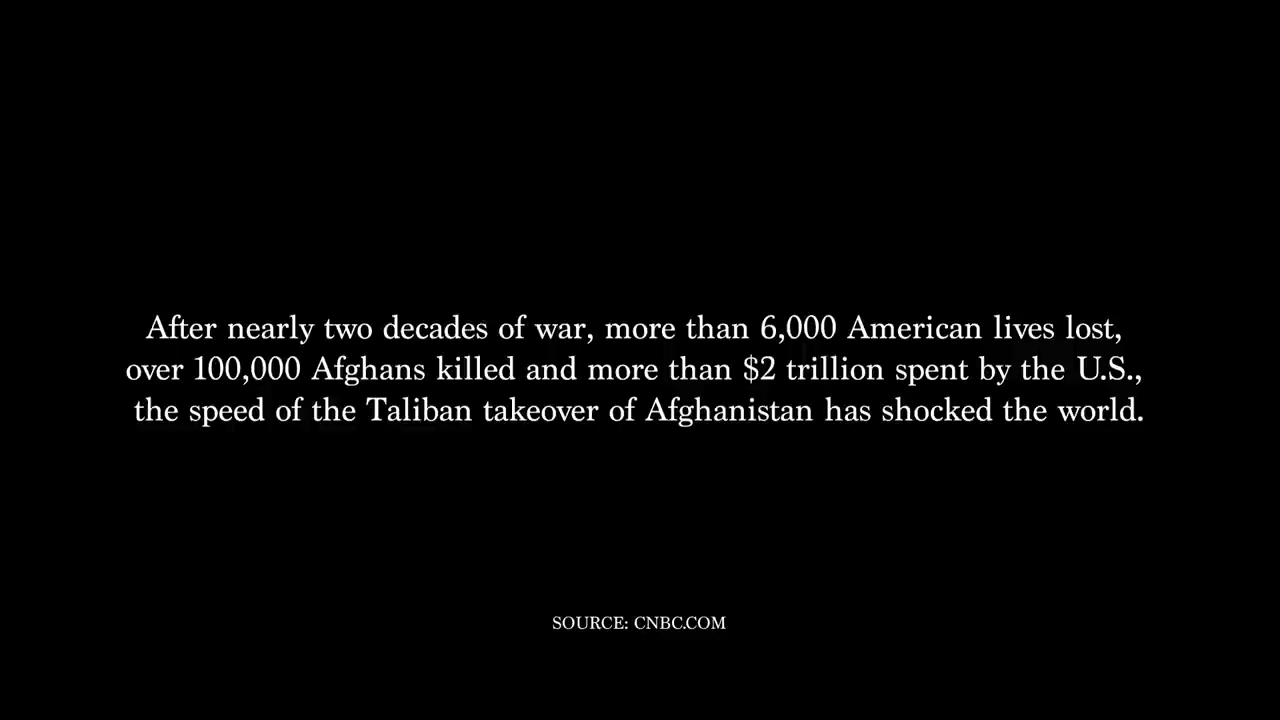 After nearly two decades of war, more than 6,000 American lives lost,
over 100,000 Afghans killed and more than $2 trillion spent by the U.S.,
the speed of the Taliban takeover of Afghanistan has shocked the world.
SOURCE: CNBC.COM